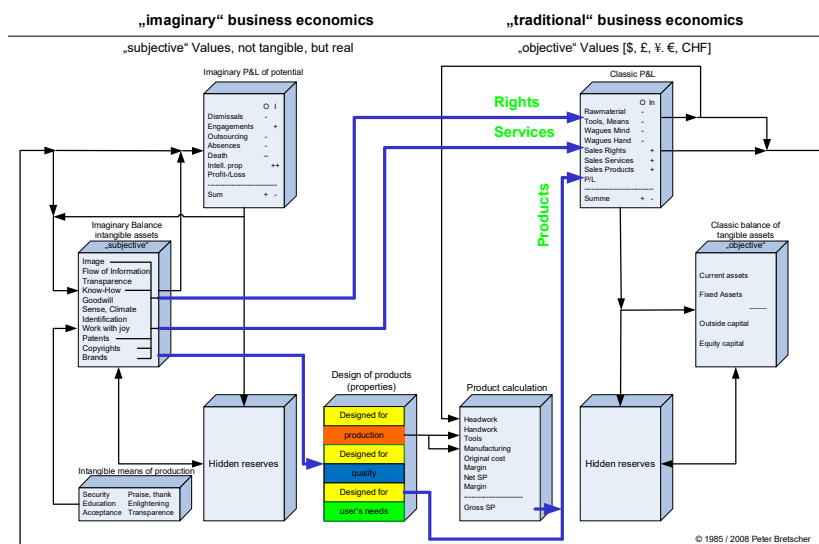 „imaginary“ business economics
„traditional“ business economics
„subjective“ Values, not tangible, but real
„objective“ Values [$, £, ¥. €, CHF]
Imaginary P&L of potential
O I
Dismissals -
Engagements +
Outsourcing -
Absences -
Death --
Intell. prop ++
Profit-/Loss
----------------------------
Sum + -
Classic P&L
O In
Rawmaterial -
Tools, Means -
Wagues Mind -
Wagues Hand -
Sales Rights +
Sales Services +
Sales Products +
P/L
----------------------------
Summe + -
Rights
Services
Products
Imaginary Balance
intangible assets
„subjective“
Image
Flow of Information
Transparence
Know-How
Goodwill
Sense, Climate
Identification
Work with joy
Patents
Copyrights
Brands
Classic balance of
tangible assets
„objective“
Current assets
Fixed Assets
Outside capital
Equity capital
Design of products
(properties)
Designed for
production
Designed for
quality
Designed for
user's needs
Product calculation
Headwork
Handwork
Tools
Manufacturing
Original cost
Margin
Net SP
Margin
------------------------
Gross SP
Hidden reserves
Hidden reserves
Intangible means of production
Security Praise, thank
Education Enlightening
Acceptance Transparence
© 1985 / 2008 Peter Bretscher